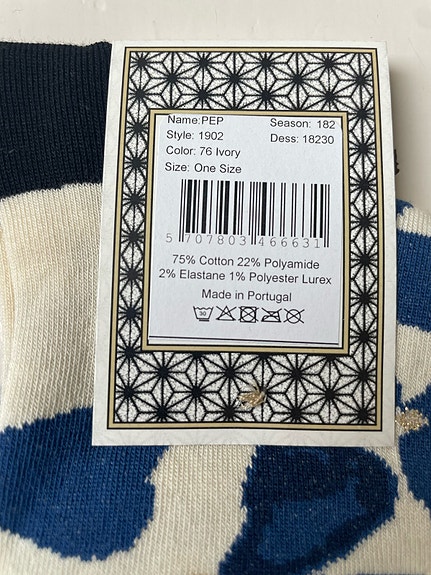 Name:PEP Season: 182
Style: 1902 Dess: 18230
Color: 76 Ivory
Size: One Size
5 707803 466631
75% Cotton 22% Polyamide
2% Elastane 1% Polyester Lurex
Made in Portugal
30